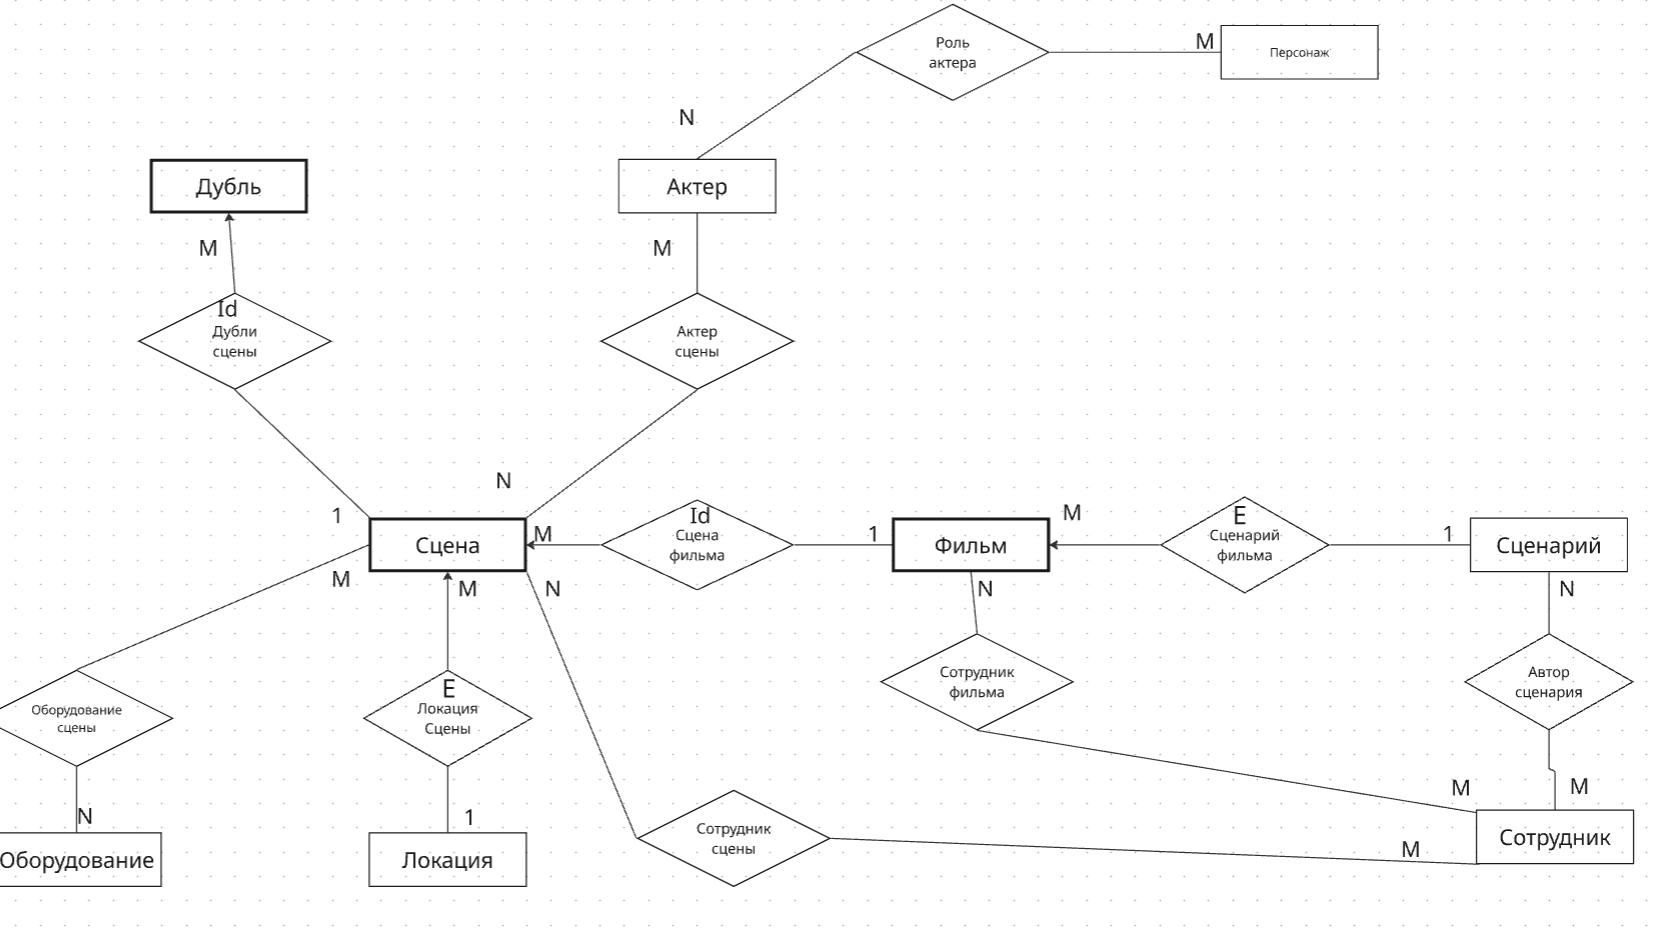 Роль
актера
M
Персонаж
N
Дубль
Актер
M
M
Id
Дубли
сцены
Актер
сцены
N
1
Сцена
M
Id
Сцена
фильма
1
Фильм
M
E
Сценарий
фильма
1
Сценарий
M
M
N
N
N
Оборудование
сцены
E
Локация
Сцены
Сотрудник
фильма
Автор
сценария
N
1
M
M
Оборудование
Локация
Сотрудник
сцены
M
Сотрудник